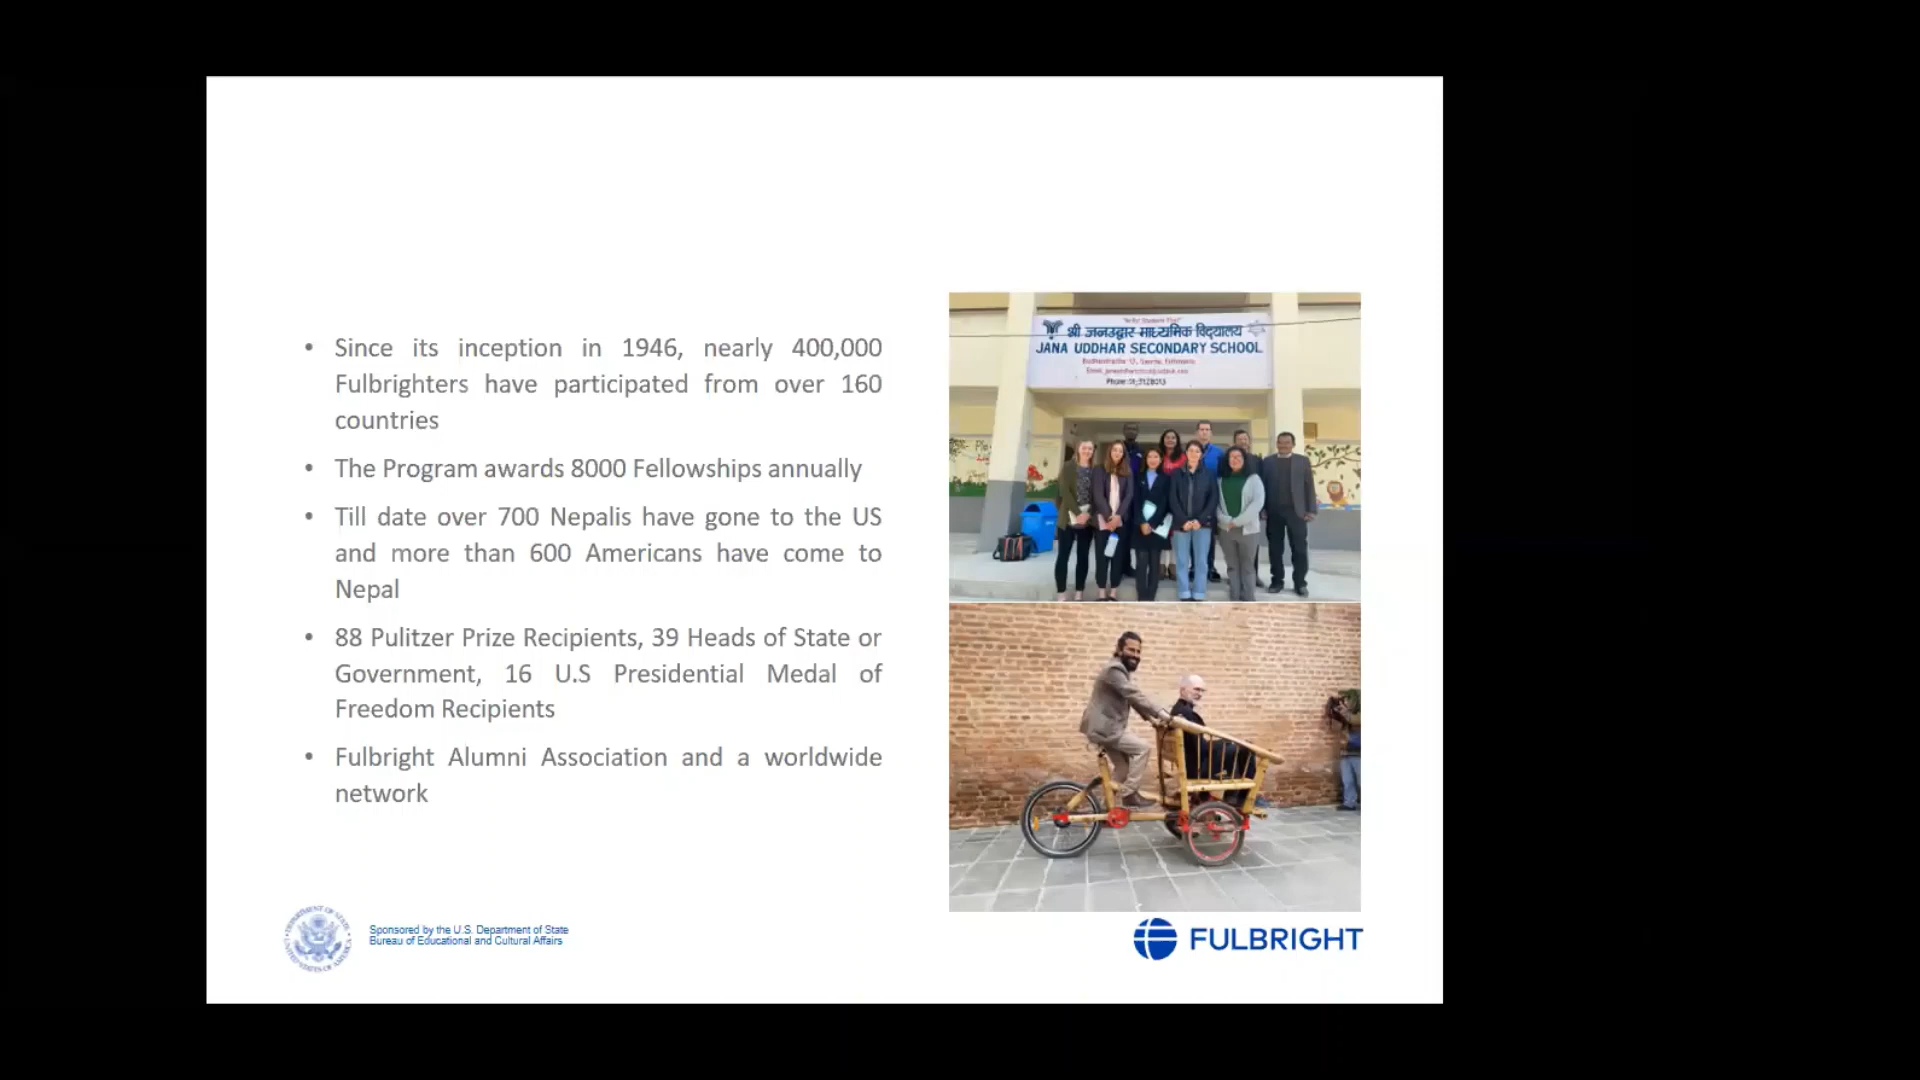 • Since its inception in 1946, nearly 400,000
Fulbrighters have participated from over 160
countries
• The Program awards 8000 Fellowships annually
• Till date over 700 Nepalis have gone to the US
and more than 600 Americans have come to
Nepal
• 88 Pulitzer Prize Recipients, 39 Heads of State or
Government, 16 U.S Presidential Medal of
Freedom Recipients
• Fulbright Alumni Association and a worldwide
network
श्री जनउद्धार माध्यमिक विद्यालय
JANA UDDHAR SECONDARY SCHOOL
Sponsored by the U.S. Department of State
Bureau of Educational and Cultural Affairs
FULBRIGHT